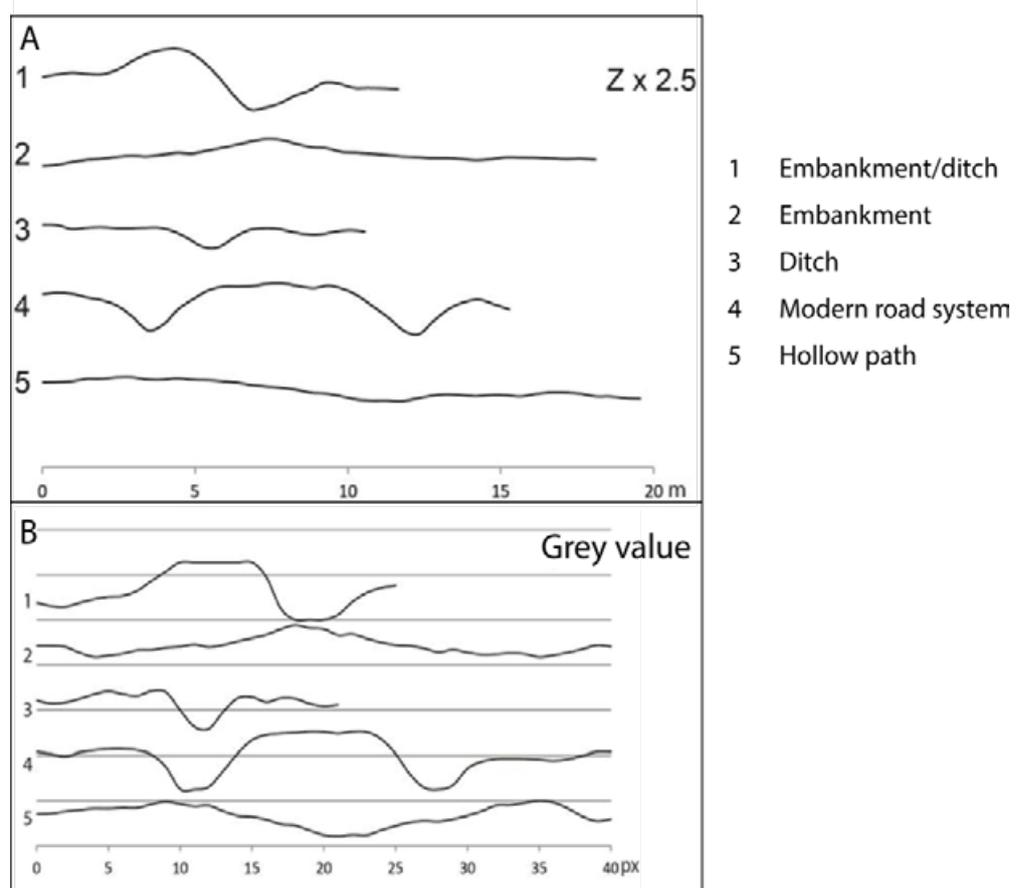 A
Z x 2.5
1
2
3
4
5
0 5 10 15 20 m
1 Embankment/ditch
2 Embankment
3 Ditch
4 Modern road system
5 Hollow path
B
Grey value
1
2
3
4
5
0 5 10 15 20 25 30 35 40 px